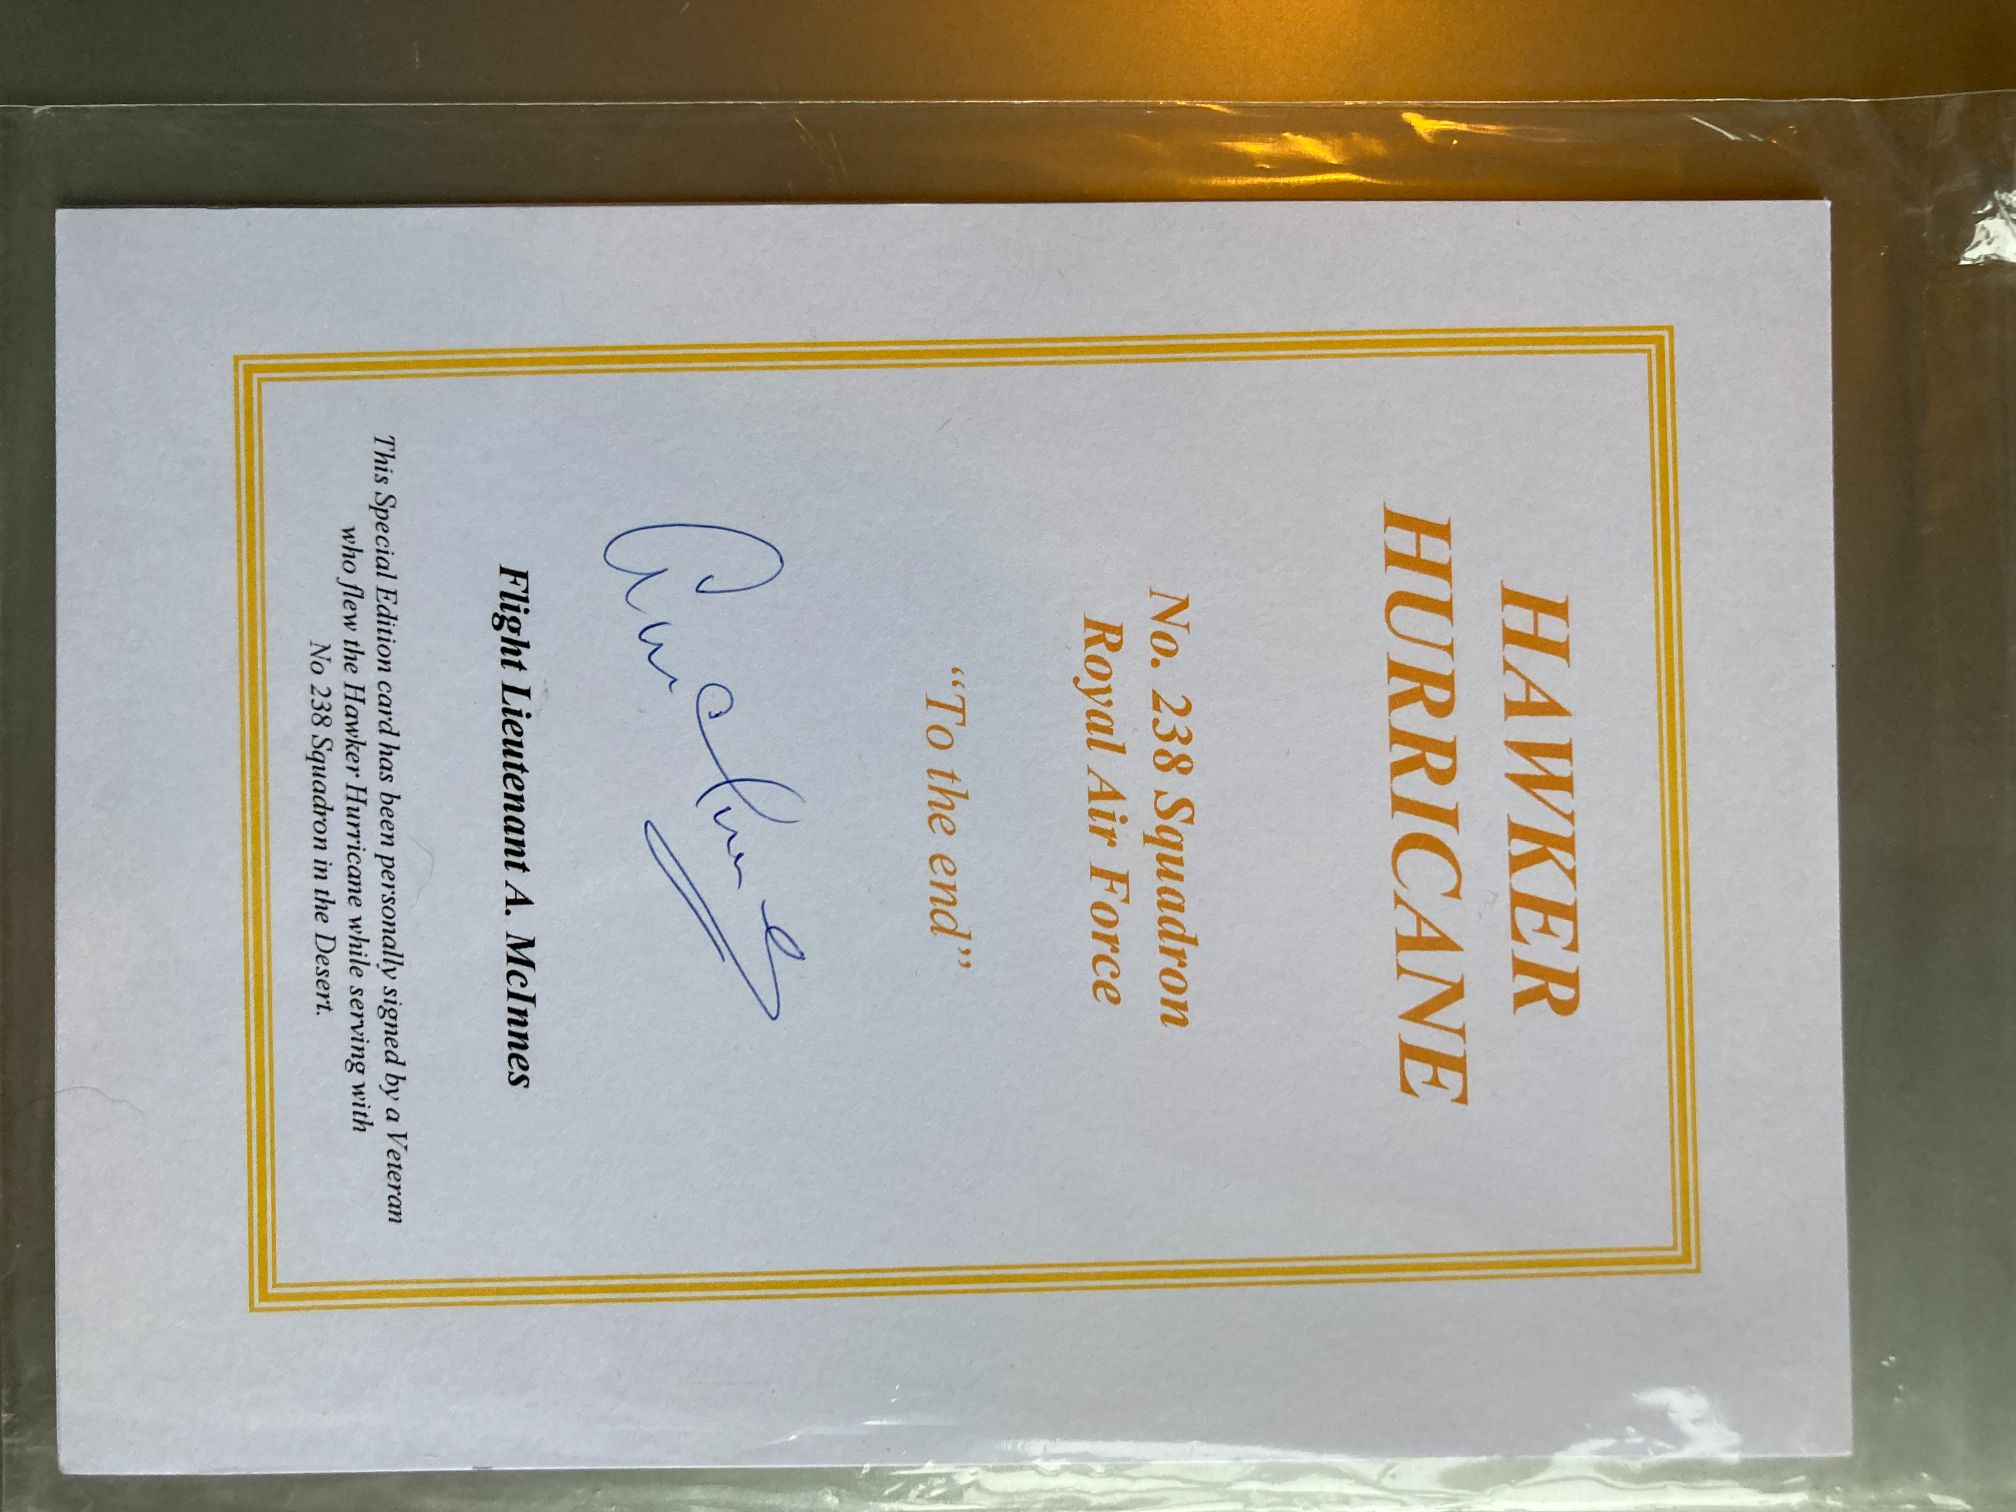 HAWKER
HURRICANE
No. 238 Squadron
Royal Air Force
“To the end”
Flight Lieutenant A. McInnes
This Special Edition card has been personally signed by a Veteran
who flew the Hawker Hurricane while serving with
No 238 Squadron in the Desert.